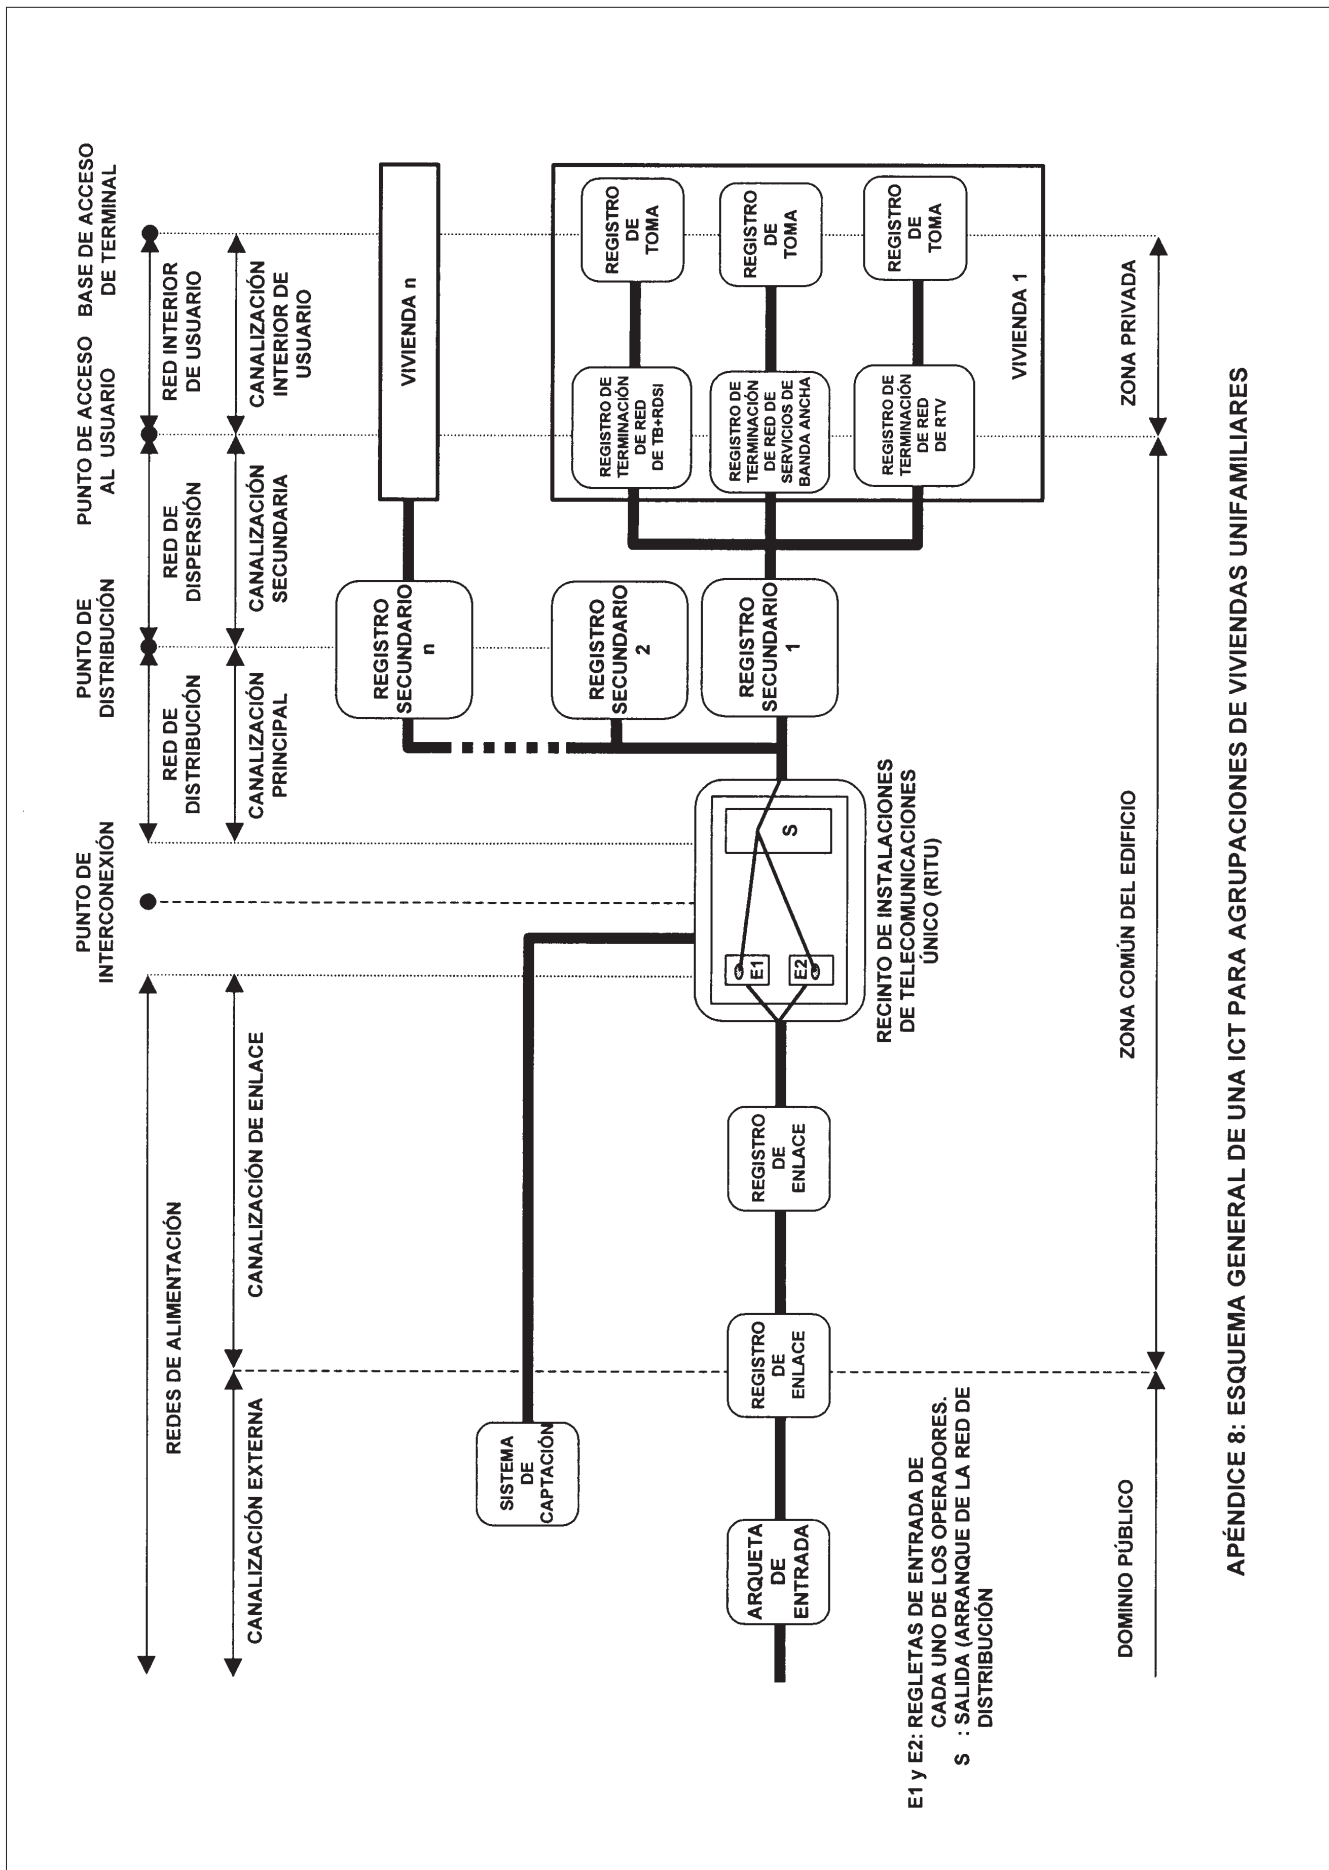 PUNTO DE
INTERCONEXIÓN
PUNTO DE
DISTRIBUCIÓN
PUNTO DE ACCESO
AL USUARIO
BASE DE ACCESO
DE TERMINAL
REDES DE ALIMENTACIÓN
RED DE
DISTRIBUCIÓN
RED DE
DISPERSIÓN
RED INTERIOR
DE USUARIO
CANALIZACIÓN EXTERNA
CANALIZACIÓN DE ENLACE
CANALIZACIÓN
PRINCIPAL
CANALIZACIÓN
SECUNDARIA
CANALIZACIÓN
INTERIOR DE
USUARIO
SISTEMA
DE
CAPTACIÓN
REGISTRO
SECUNDARIO
n
VIVIENDA n
REGISTRO
SECUNDARIO
2
REGISTRO
SECUNDARIO
1
REGISTRO DE
TERMINACIÓN
DE RED
DE TB+RDSI
REGISTRO
DE
TOMA
REGISTRO DE
TERMINACIÓN
DE RED DE
SERVICIOS DE
BANDA ANCHA
REGISTRO
DE
TOMA
REGISTRO DE
TERMINACIÓN
DE RED
DE RTV
REGISTRO
DE
TOMA
VIVIENDA 1
ARQUETA
DE
ENTRADA
REGISTRO
DE
ENLACE
REGISTRO
DE
ENLACE
E1
E2
S
RECINTO DE INSTALACIONES
DE TELECOMUNICACIONES
ÚNICO (RITU)
E1 y E2: REGLETAS DE ENTRADA DE
CADA UNO DE LOS OPERADORES.
S : SALIDA (ARRANQUE DE LA RED DE
DISTRIBUCIÓN
DOMINIO PÚBLICO
ZONA COMÚN DEL EDIFICIO
ZONA PRIVADA
APÉNDICE 8: ESQUEMA GENERAL DE UNA ICT PARA AGRUPACIONES DE VIVIENDAS UNIFAMILIARES